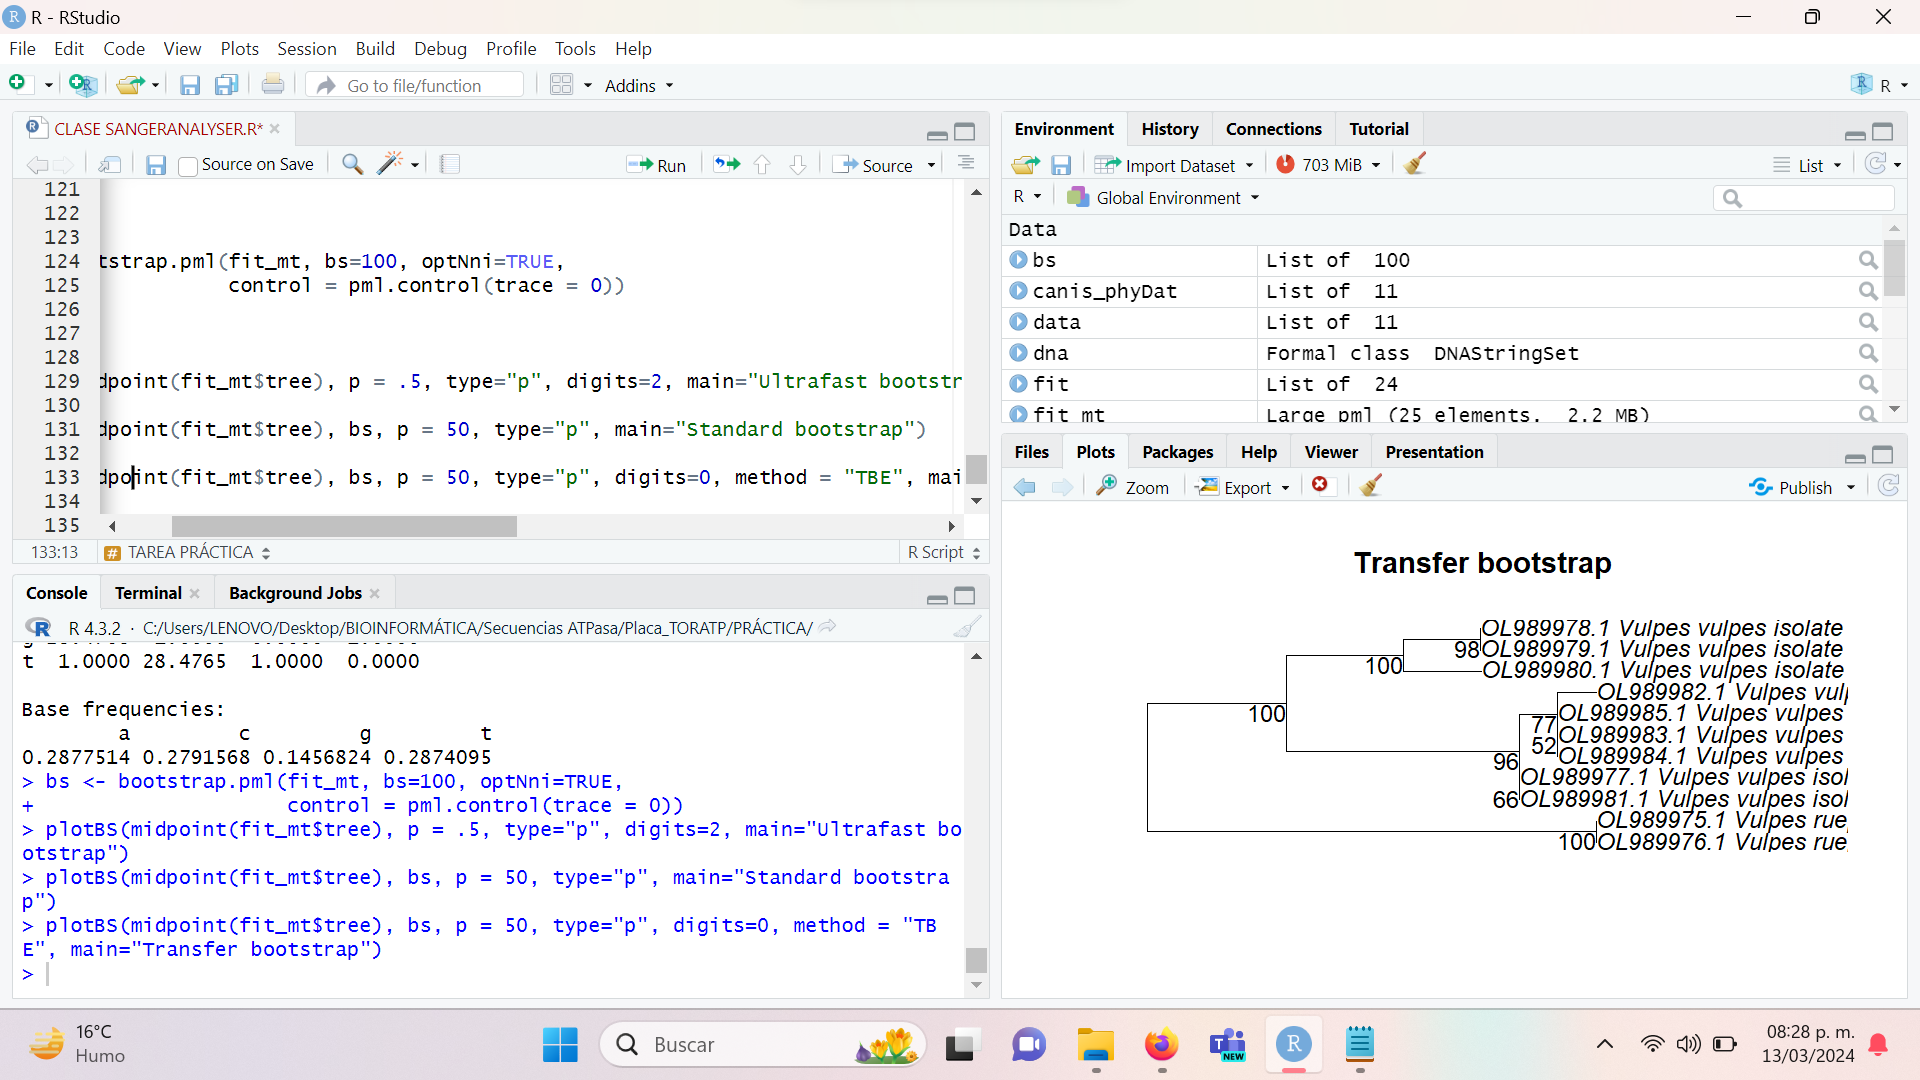 R - RStudio
File Edit Code View Plots Session Build Debug Profile Tools Help
Go to file/function Addins R
CLASE SANGERANALYSER.R*
Source on Save Run Source
121
122
123
124 tstrap.pml(fit_mt, bs=100, optNni=TRUE,
125 control = pml.control(trace = 0))
126
127
128
129 dpoint(fit_mt$tree), p = .5, type="p", digits=2, main="Ultrafast bootstr
130
131 dpoint(fit_mt$tree), bs, p = 50, type="p", main="Standard bootstrap")
132
133 dpoint(fit_mt$tree), bs, p = 50, type="p", digits=0, method = "TBE", mai
134
135
133:13 # TAREA PRÁCTICA R Script
Console Terminal Background Jobs
R 4.3.2 · C:/Users/LENOVO/Desktop/BIOINFORMÁTICA/Secuencias ATPasa/Placa_TORATP/PRÁCTICA/
t 1.0000 28.4765 1.0000 0.0000
Base frequencies:
a c g t
0.2877514 0.2791568 0.1456824 0.2874095
> bs <- bootstrap.pml(fit_mt, bs=100, optNni=TRUE,
+ control = pml.control(trace = 0))
> plotBS(midpoint(fit_mt$tree), p = .5, type="p", digits=2, main="Ultrafast bo
otstrap")
> plotBS(midpoint(fit_mt$tree), bs, p = 50, type="p", main="Standard bootstra
p")
> plotBS(midpoint(fit_mt$tree), bs, p = 50, type="p", digits=0, method = "TB
E", main="Transfer bootstrap")
>
Environment History Connections Tutorial
Import Dataset 703 MiB List
R Global Environment
Data
bs List of 100
canis_phyDat List of 11
data List of 11
dna Formal class DNAStringSet
fit List of 24
fit_mt Large pml (25 elements, 2.2 MB)
Files Plots Packages Help Viewer Presentation
Zoom Export Publish
Transfer bootstrap
OL989978.1 Vulpes vulpes isolate
98 OL989979.1 Vulpes vulpes isolate
100 OL989980.1 Vulpes vulpes isolate
OL989982.1 Vulpes vulp
100 77 OL989985.1 Vulpes vulpes
52 OL989983.1 Vulpes vulpes
96 OL989984.1 Vulpes vulpes
OL989977.1 Vulpes vulpes isol
66 OL989981.1 Vulpes vulpes isol
OL989975.1 Vulpes rue
100 OL989976.1 Vulpes rue
16°C
Humo
Buscar
NEW
08:28 p. m.
13/03/2024